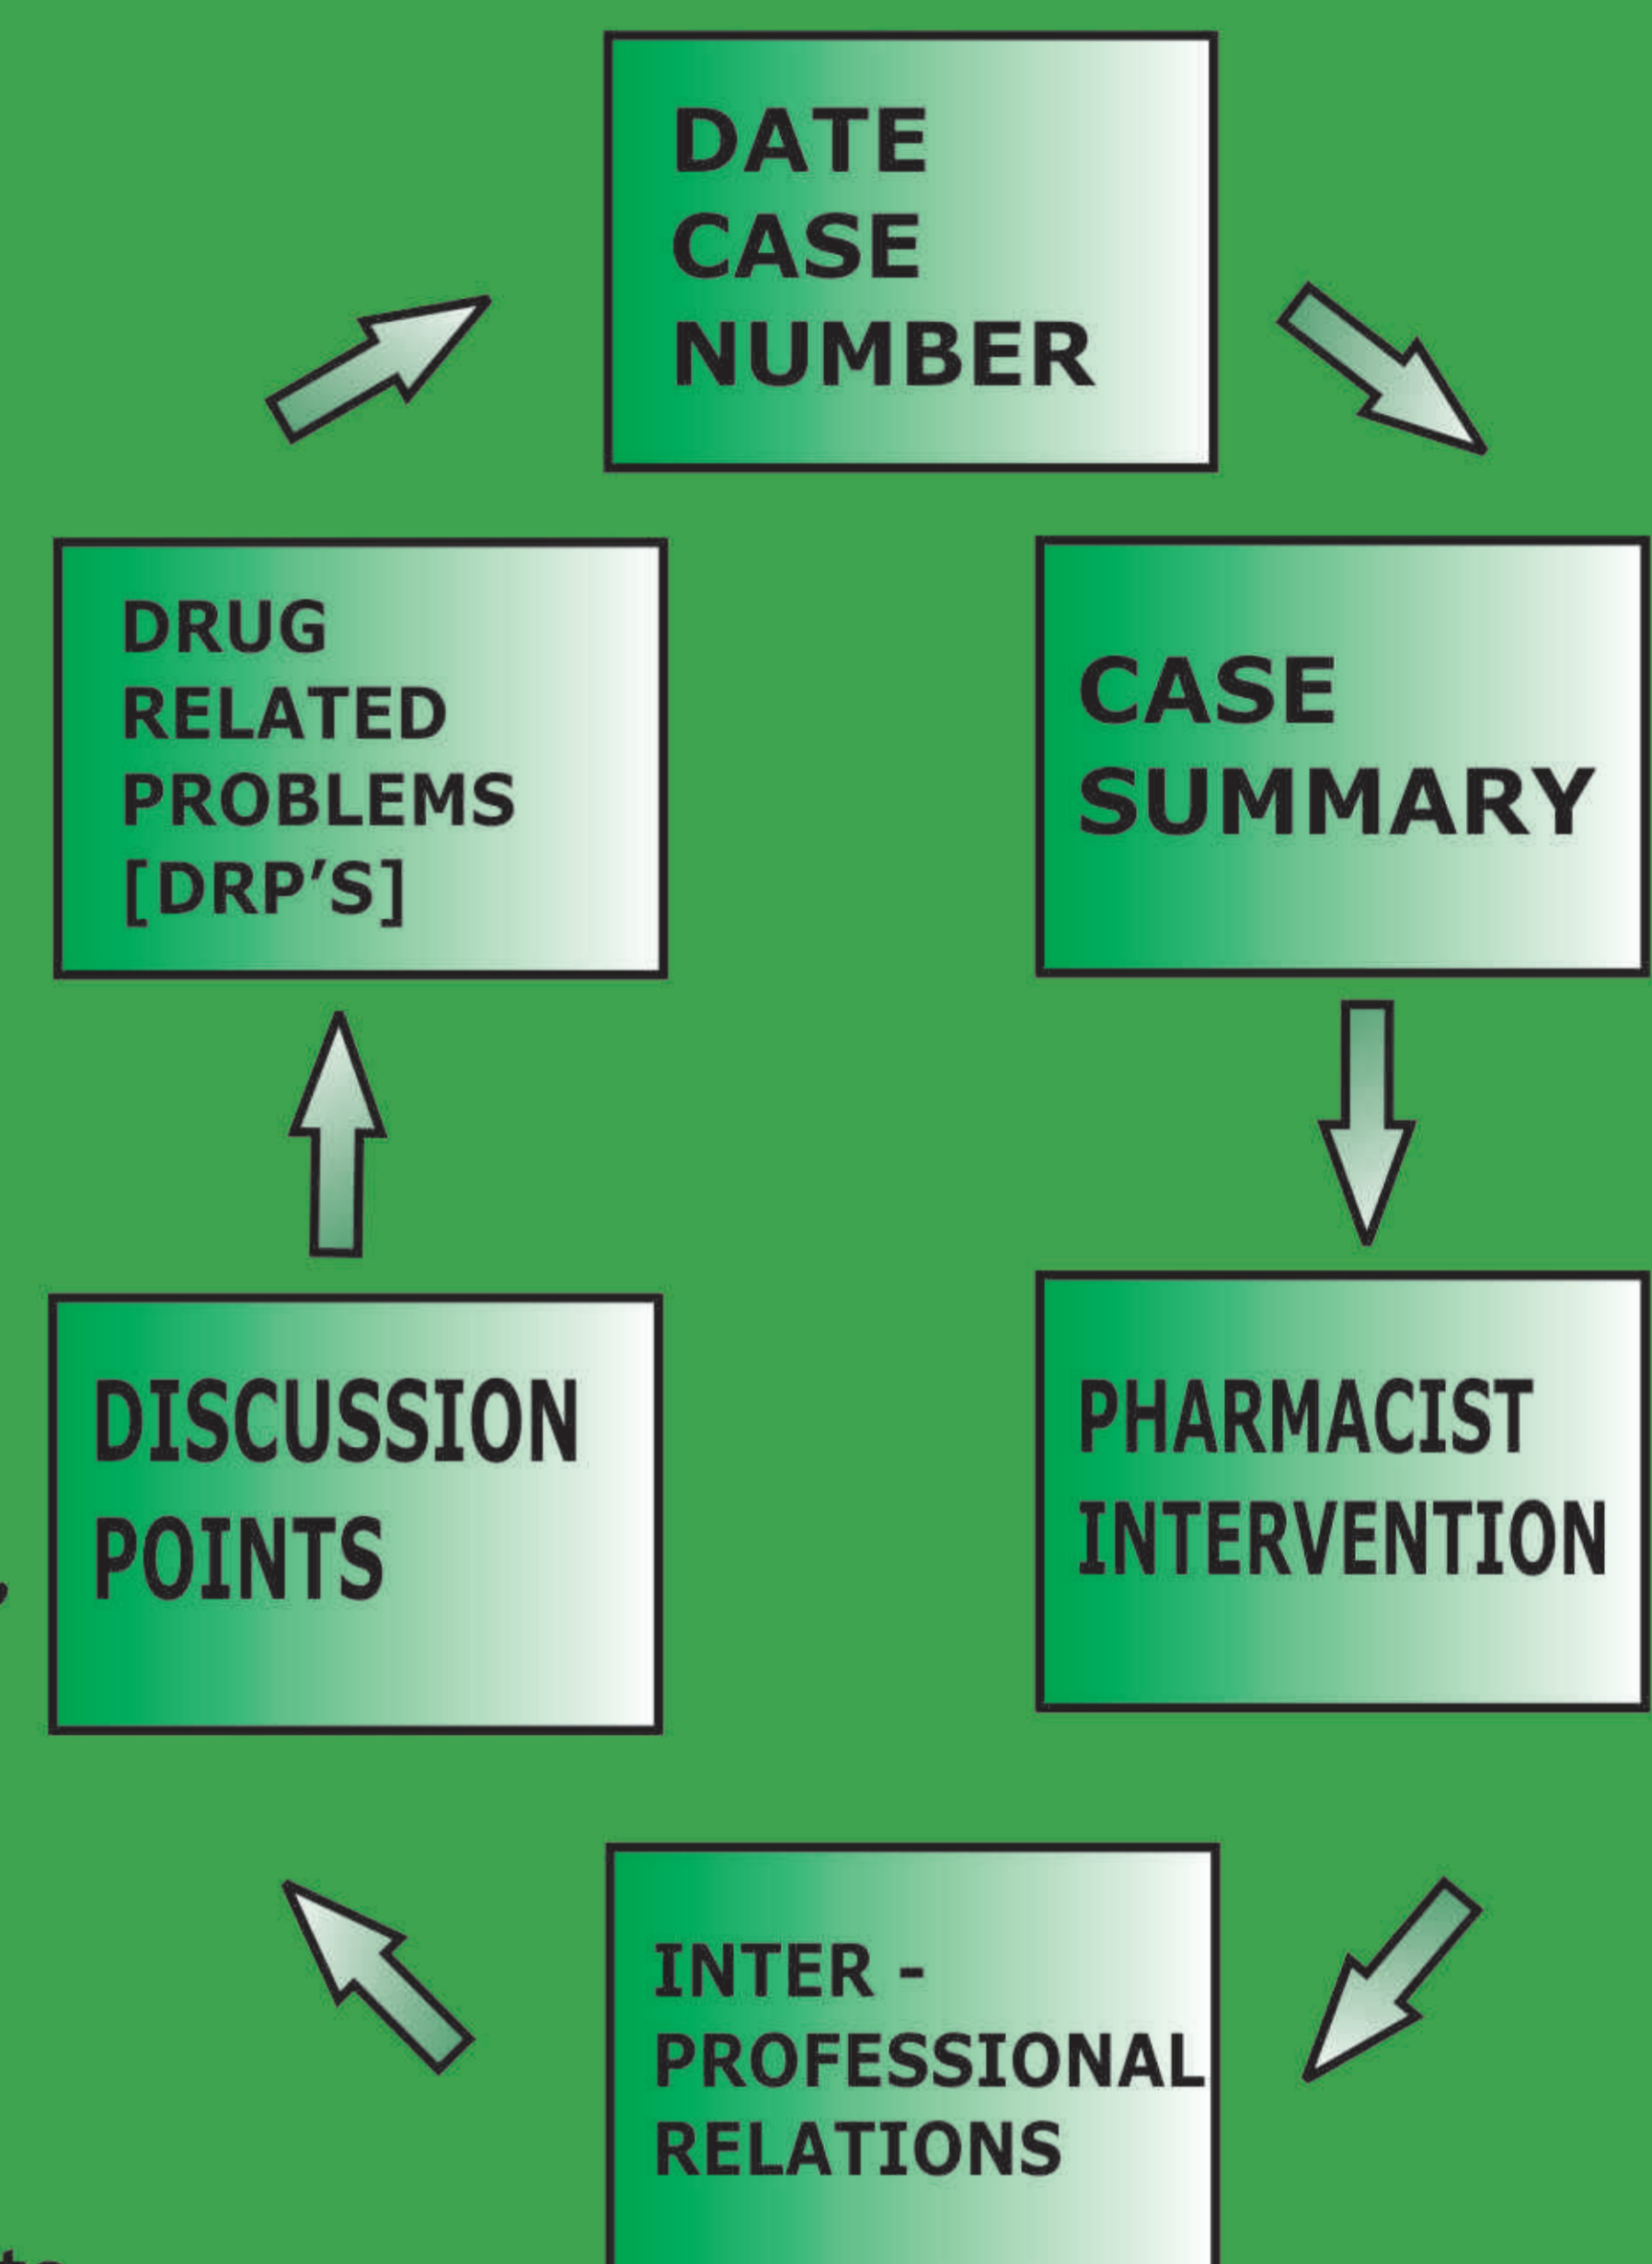 DATE
CASE
NUMBER
DRUG
RELATED
PROBLEMS
[DRP’S]
CASE
SUMMARY
DISCUSSION
POINTS
PHARMACIST
INTERVENTION
INTER -
PROFESSIONAL
RELATIONS